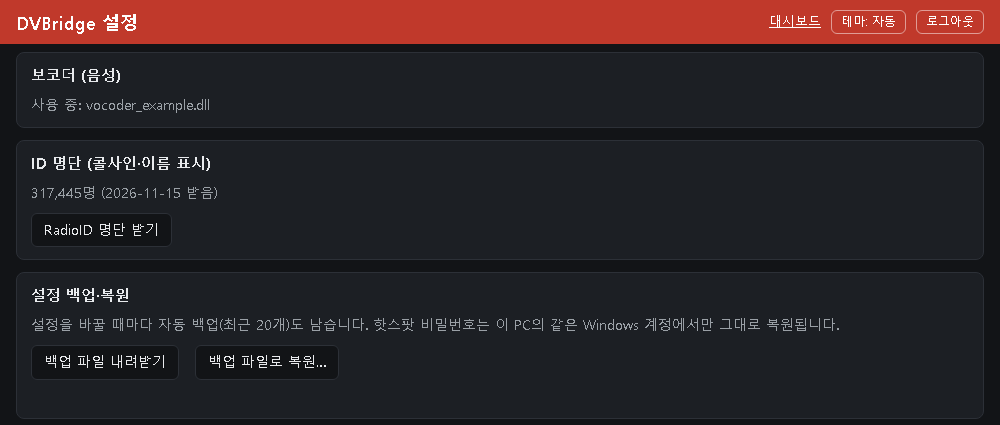 DVBridge 설정
대시보드
테마: 자동
로그아웃
보코더 (음성)
사용 중: vocoder_example.dll
ID 명단 (콜사인·이름 표시)
317,445명 (2026-11-15 받음)
RadioID 명단 받기
설정 백업·복원
설정을 바꿀 때마다 자동 백업(최근 20개)도 남습니다. 핫스팟 비밀번호는 이 PC의 같은 Windows 계정에서만 그대로 복원됩니다.
백업 파일 내려받기
백업 파일로 복원...